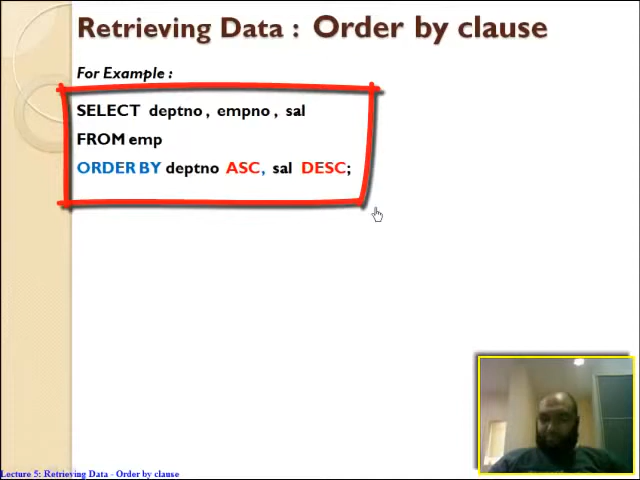 Retrieving Data : Order by clause
For Example :
SELECT deptno , empno , sal
FROM emp
ORDER BY deptno ASC, sal DESC;
Lecture 5: Retrieving Data - Order by clause